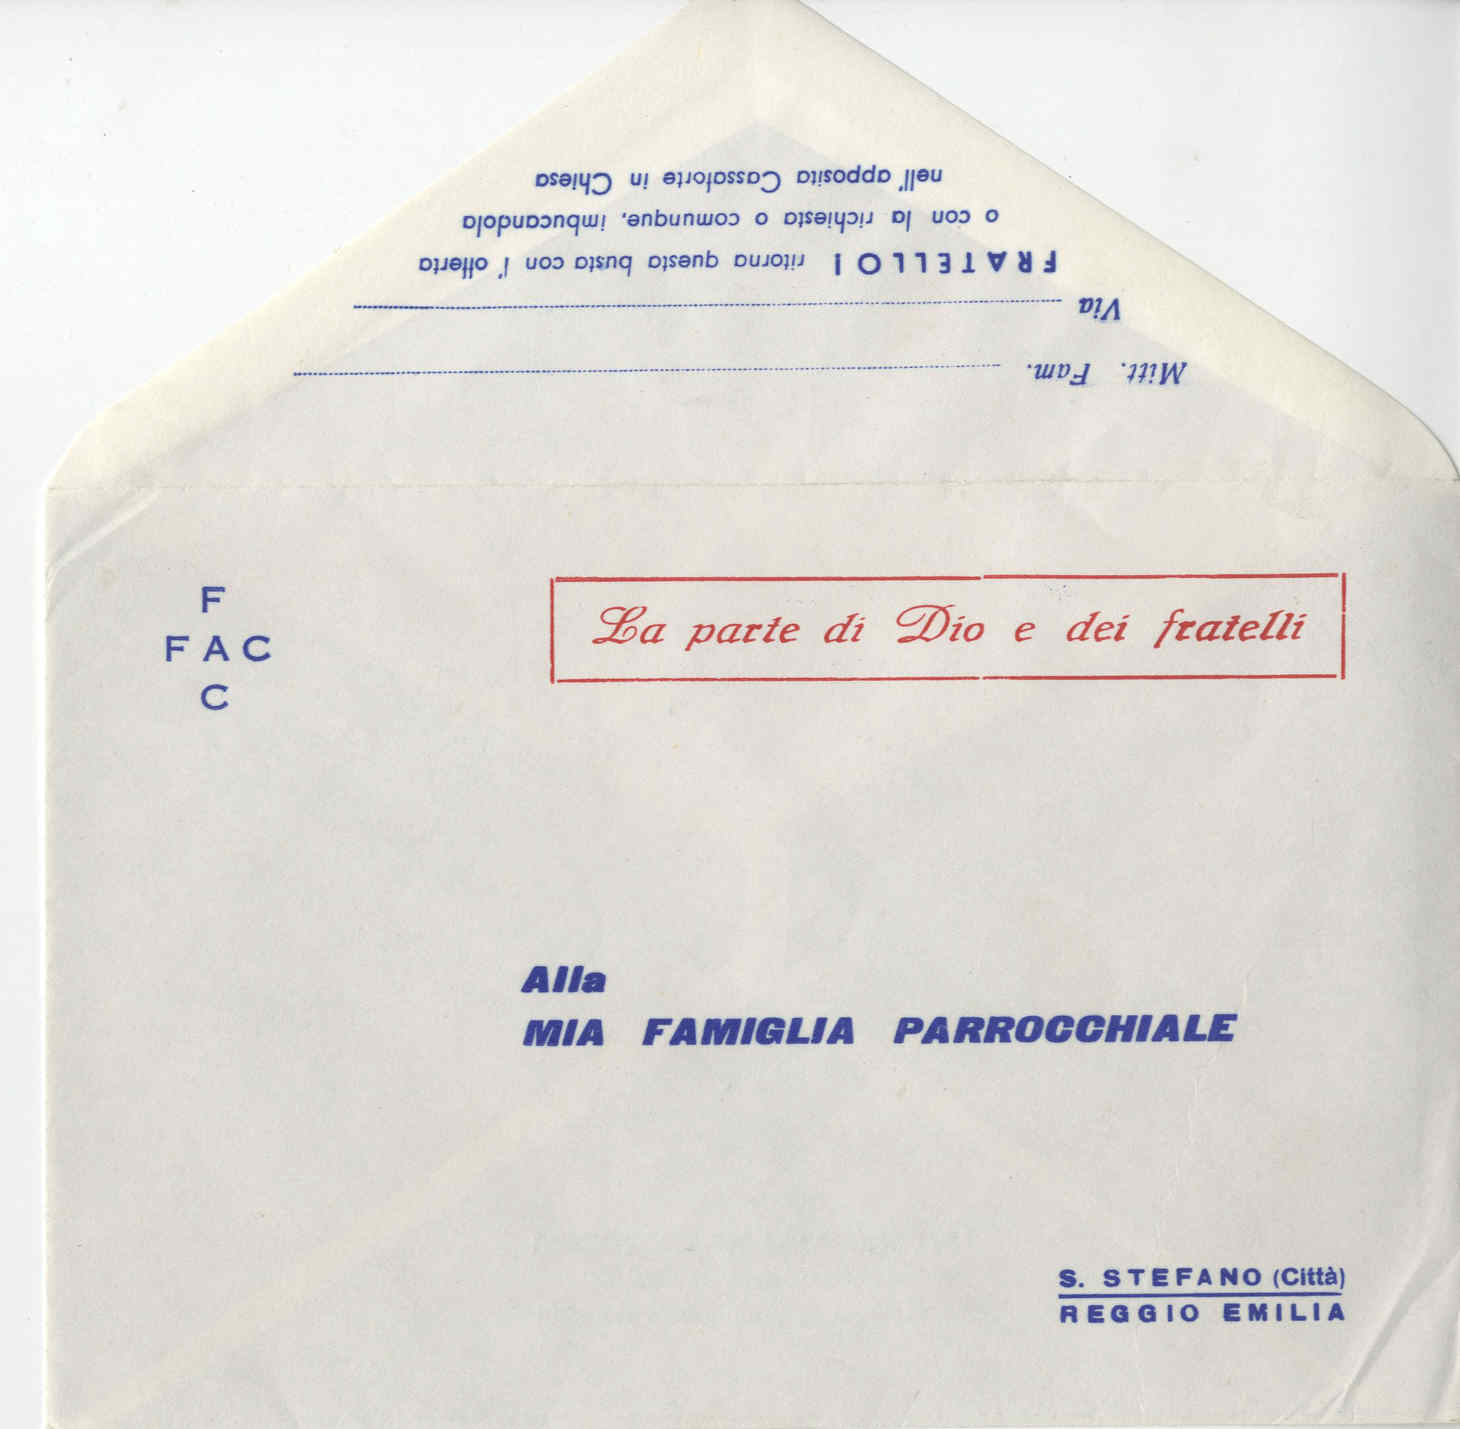 Mitt. Fam.
Via
FRATELLO! ritorna questa busta con l'offerta
o con la richiesta o comunque, imbucandola
nell'apposita Cassaforte in Chiesa
F
FAC
C
La parte di Dio e dei fratelli
Alla
MIA FAMIGLIA PARROCCHIALE
S. STEFANO (Città)
REGGIO EMILIA